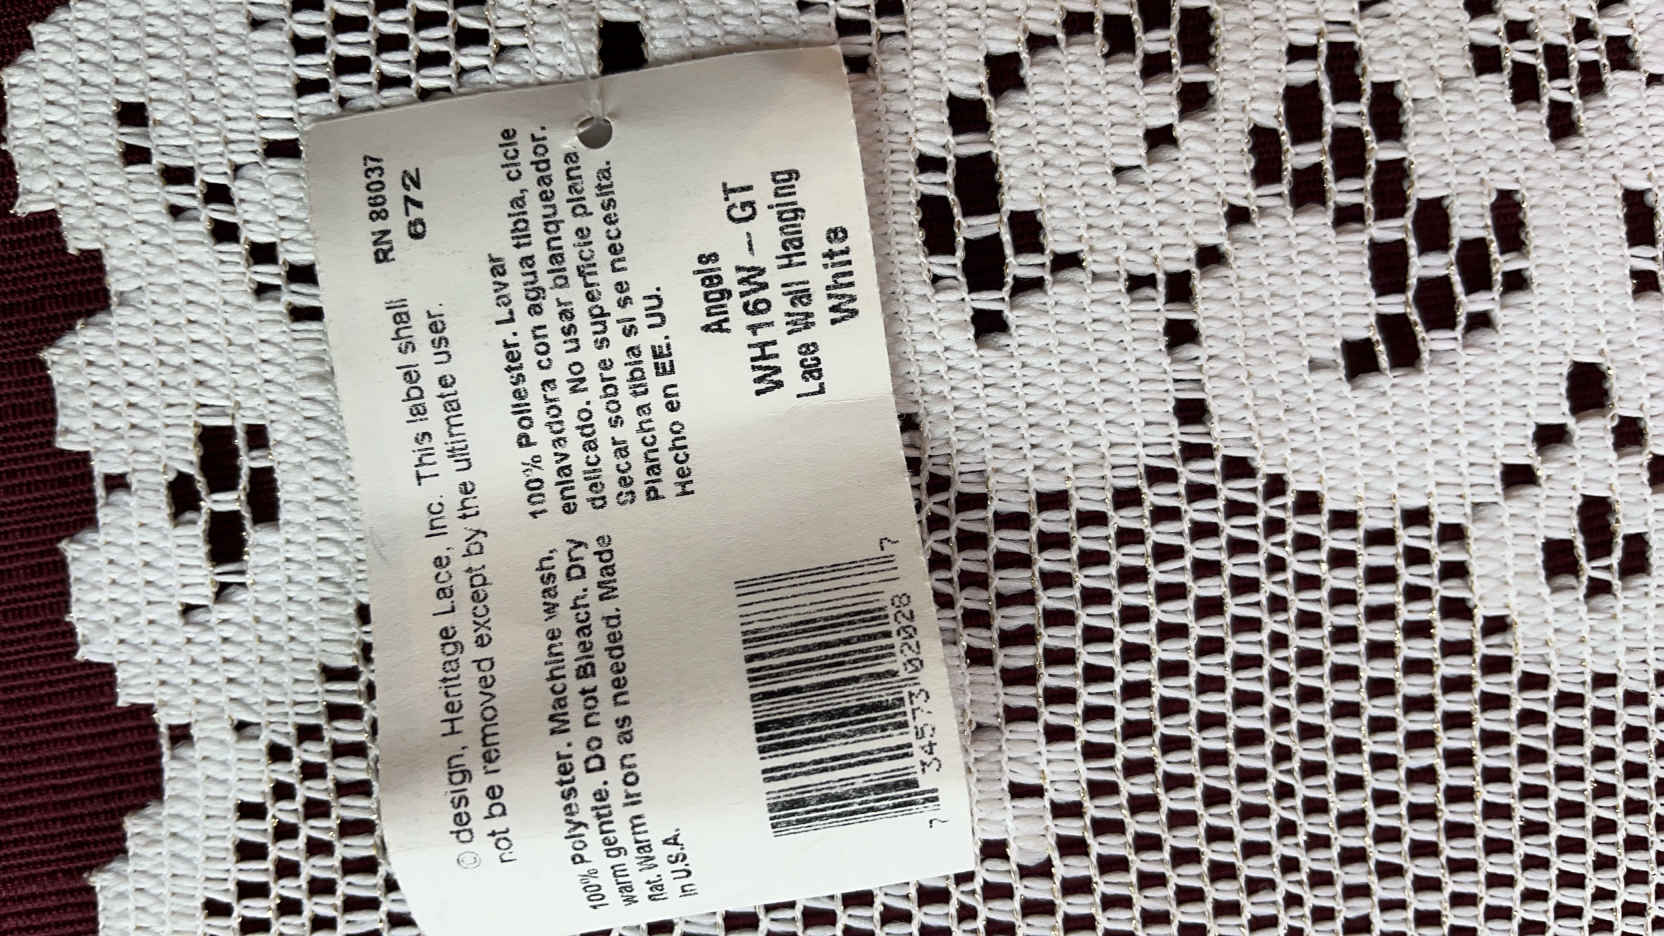 RN 86037
672
© design, Heritage Lace, Inc. This label shall
not be removed except by the ultimate user.
100% Polyester. Machine wash,
warm gentle. Do not Bleach. Dry
flat. Warm Iron as needed. Made
in U.S.A.
100% Poliester. Lavar
enlavadora con agua tibia, cicle
delicado. No usar blanqueador.
Secar sobre superficie plana
Plancha tibia si se necesita.
Hecho en EE. UU.
Angels
WH16W-GT
Lace Wall Hanging
White
7 34573 02028 7